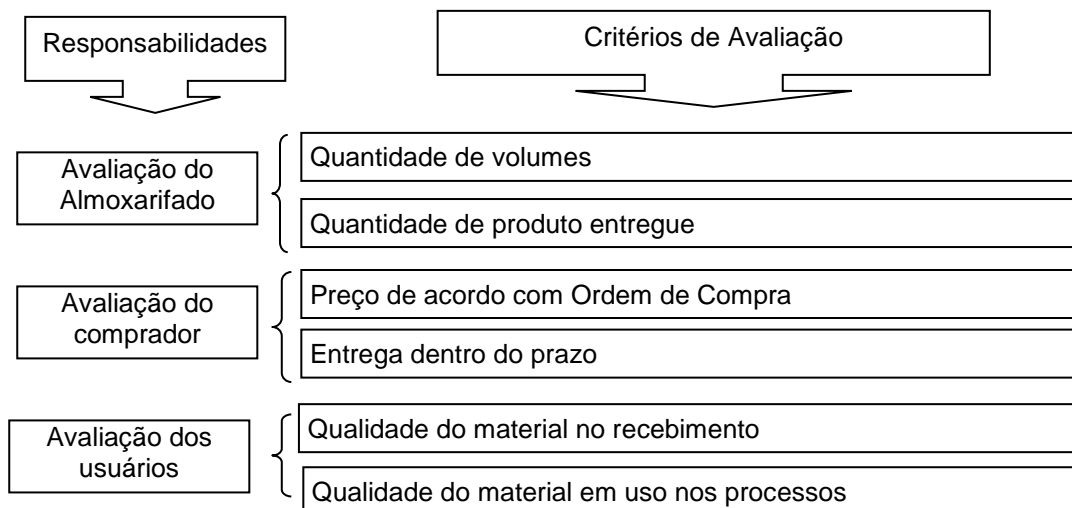 Responsabilidades
Critérios de Avaliação
Avaliação do
Almoxarifado
Quantidade de volumes
Quantidade de produto entregue
Avaliação do
comprador
Preço de acordo com Ordem de Compra
Entrega dentro do prazo
Avaliação dos
usuários
Qualidade do material no recebimento
Qualidade do material em uso nos processos